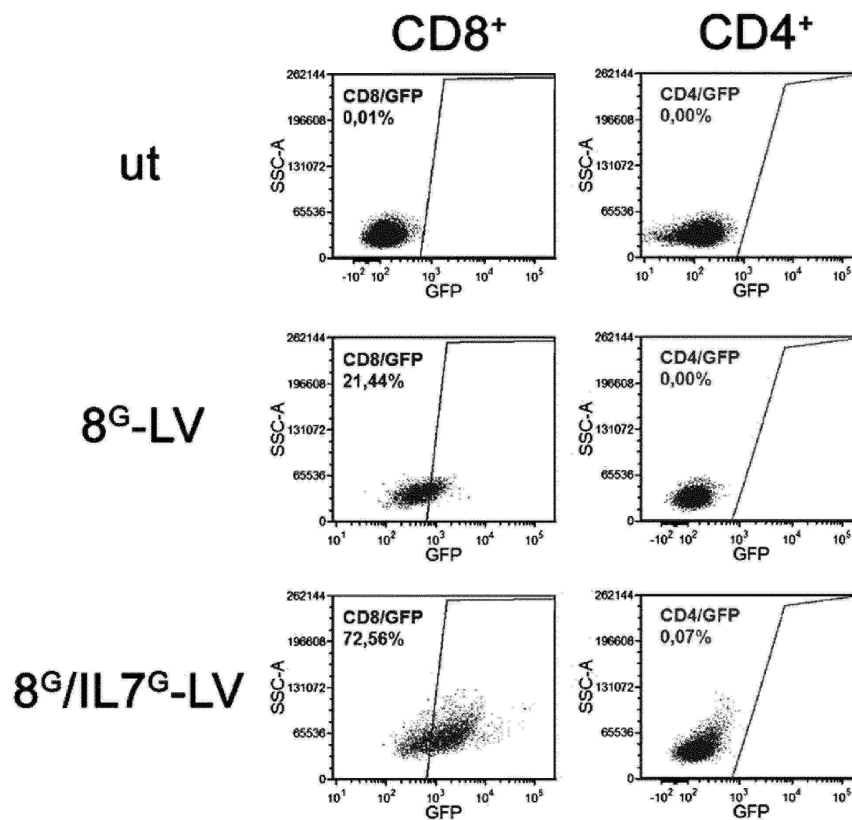 CD8⁺ CD4⁺
ut
262144
196608
131072
65536
0
SSC-A
CD8/GFP
0,01%
-10² 10² 10³ 10⁴ 10⁵
GFP
262144
196608
131072
65536
0
SSC-A
CD4/GFP
0,00%
10¹ 10² 10³ 10⁴ 10⁵
GFP
8ᴳ-LV
262144
196608
131072
65536
0
SSC-A
CD8/GFP
21,44%
10¹ 10² 10³ 10⁴ 10⁵
GFP
262144
196608
131072
65536
0
SSC-A
CD4/GFP
0,00%
-10² 10² 10³ 10⁴ 10⁵
GFP
8ᴳ/IL7ᴳ-LV
262144
196608
131072
65536
0
SSC-A
CD8/GFP
72,56%
10¹ 10² 10³ 10⁴ 10⁵
GFP
262144
196608
131072
65536
0
SSC-A
CD4/GFP
0,07%
-10² 10² 10³ 10⁴ 10⁵
GFP